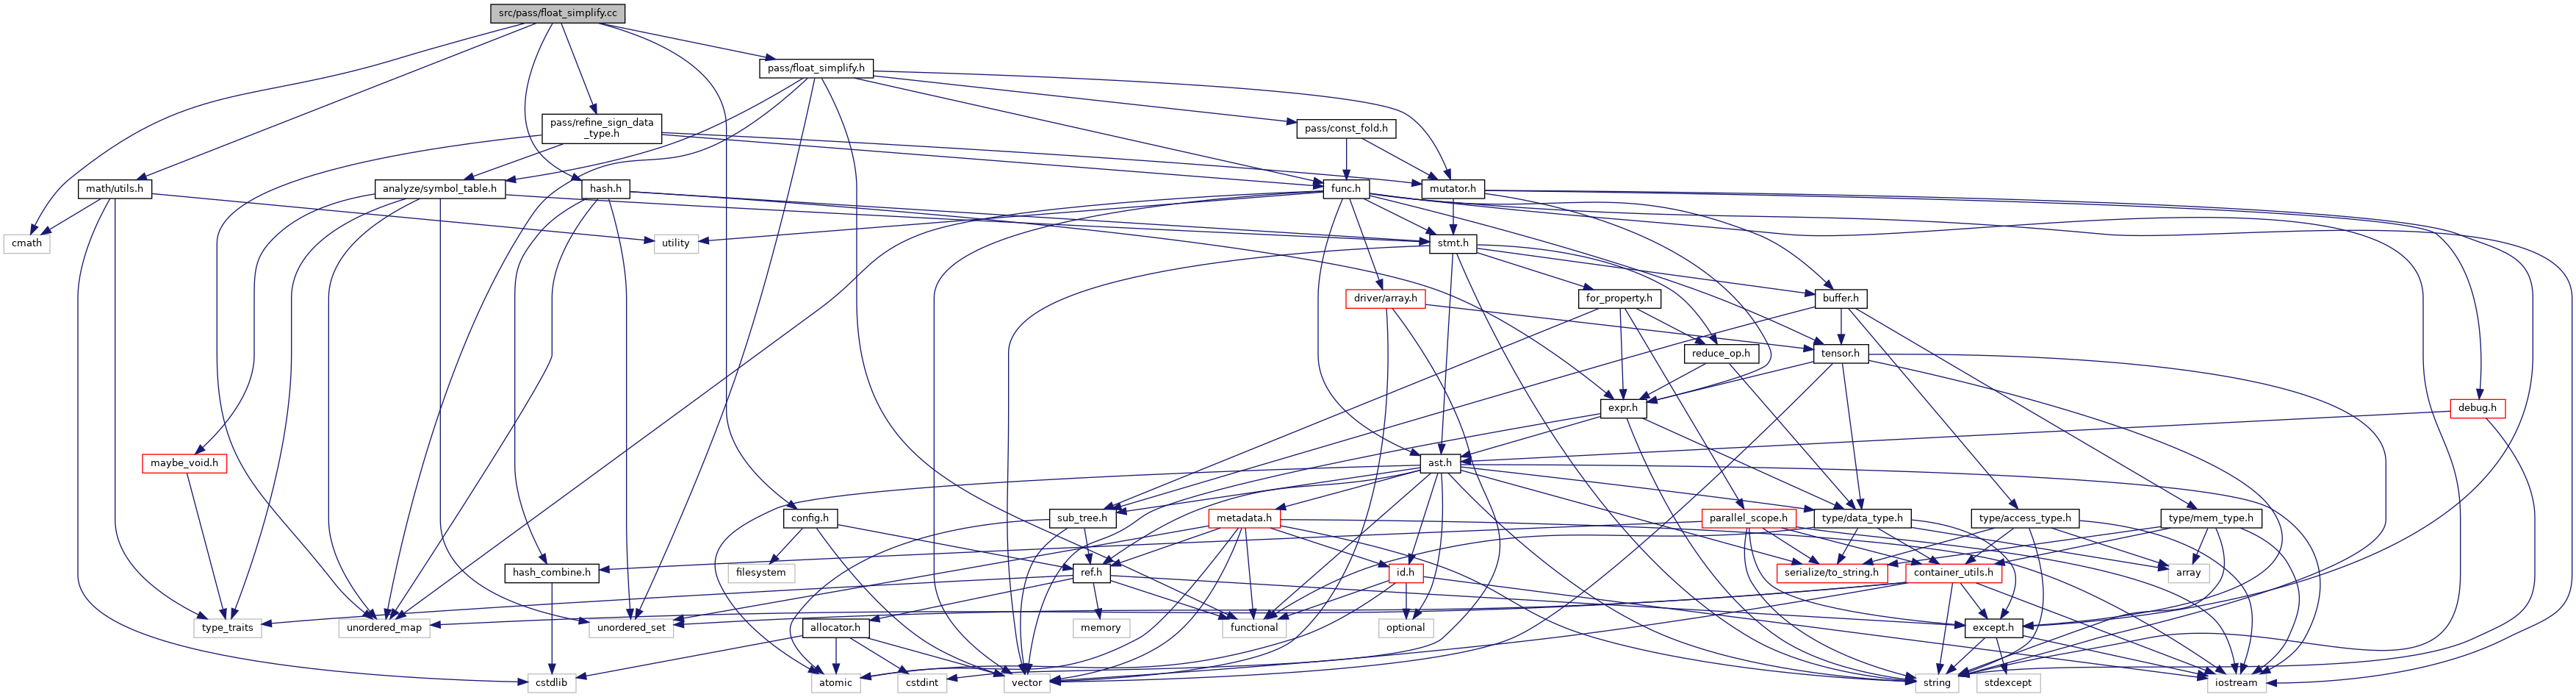 src/pass/float_simplify.cc
pass/float_simplify.h
pass/refine_sign_data
_type.h
pass/const_fold.h
math/utils.h
analyze/symbol_table.h
hash.h
func.h
mutator.h
cmath
utility
stmt.h
driver/array.h
for_property.h
buffer.h
reduce_op.h
tensor.h
expr.h
debug.h
maybe_void.h
ast.h
config.h
sub_tree.h
metadata.h
parallel_scope.h
type/data_type.h
type/access_type.h
type/mem_type.h
filesystem
hash_combine.h
ref.h
id.h
serialize/to_string.h
container_utils.h
array
type_traits
unordered_map
unordered_set
allocator.h
memory
functional
optional
except.h
cstdlib
atomic
cstdint
vector
string
stdexcept
iostream